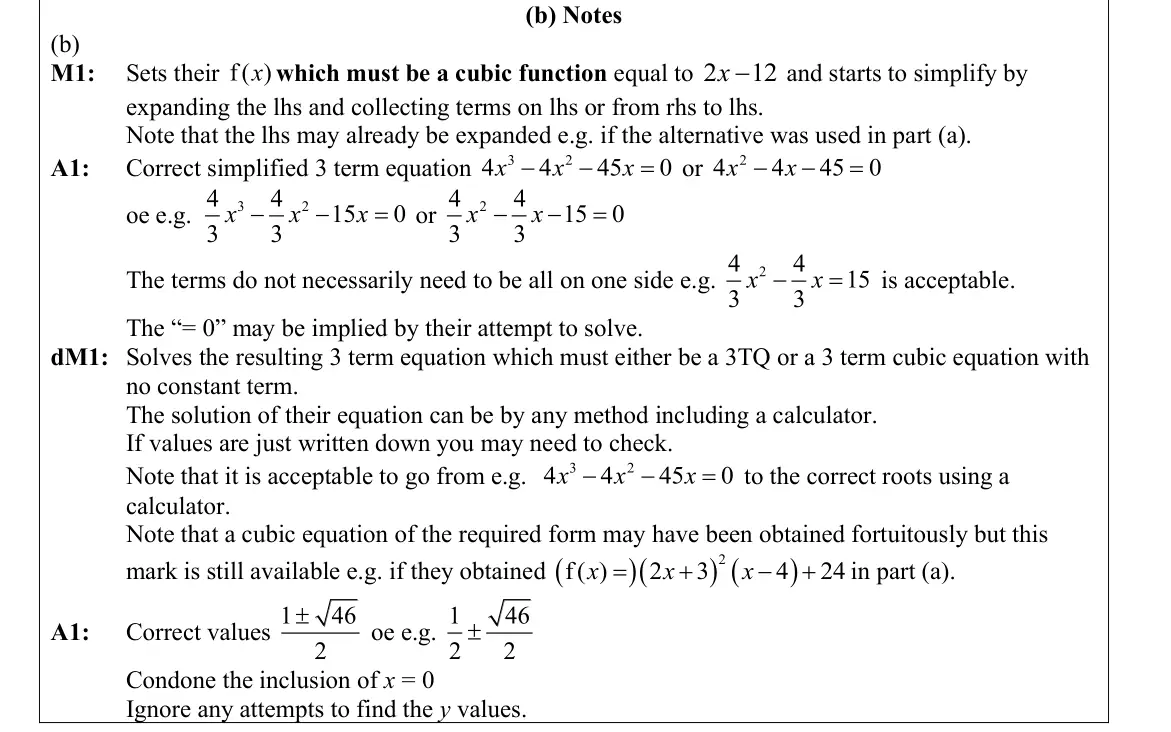 (b) Notes
(b)
M1: Sets their f(x) which must be a cubic function equal to 2x – 12 and starts to simplify by
expanding the lhs and collecting terms on lhs or from rhs to lhs.
Note that the lhs may already be expanded e.g. if the alternative was used in part (a).
A1: Correct simplified 3 term equation 4x³ – 4x² – 45x = 0 or 4x² – 4x – 45 = 0
oe e.g. 4/3 x³ – 4/3 x² – 15x = 0 or 4/3 x² – 4/3 x – 15 = 0
The terms do not necessarily need to be all on one side e.g. 4/3 x² – 4/3 x = 15 is acceptable.
The “= 0” may be implied by their attempt to solve.
dM1: Solves the resulting 3 term equation which must either be a 3TQ or a 3 term cubic equation with
no constant term.
The solution of their equation can be by any method including a calculator.
If values are just written down you may need to check.
Note that it is acceptable to go from e.g. 4x³ – 4x² – 45x = 0 to the correct roots using a
calculator.
Note that a cubic equation of the required form may have been obtained fortuitously but this
mark is still available e.g. if they obtained (f(x) =)(2x + 3)² (x – 4) + 24 in part (a).
A1: Correct values (1 ± √46)/2 oe e.g. 1/2 ± √46/2
Condone the inclusion of x = 0
Ignore any attempts to find the y values.